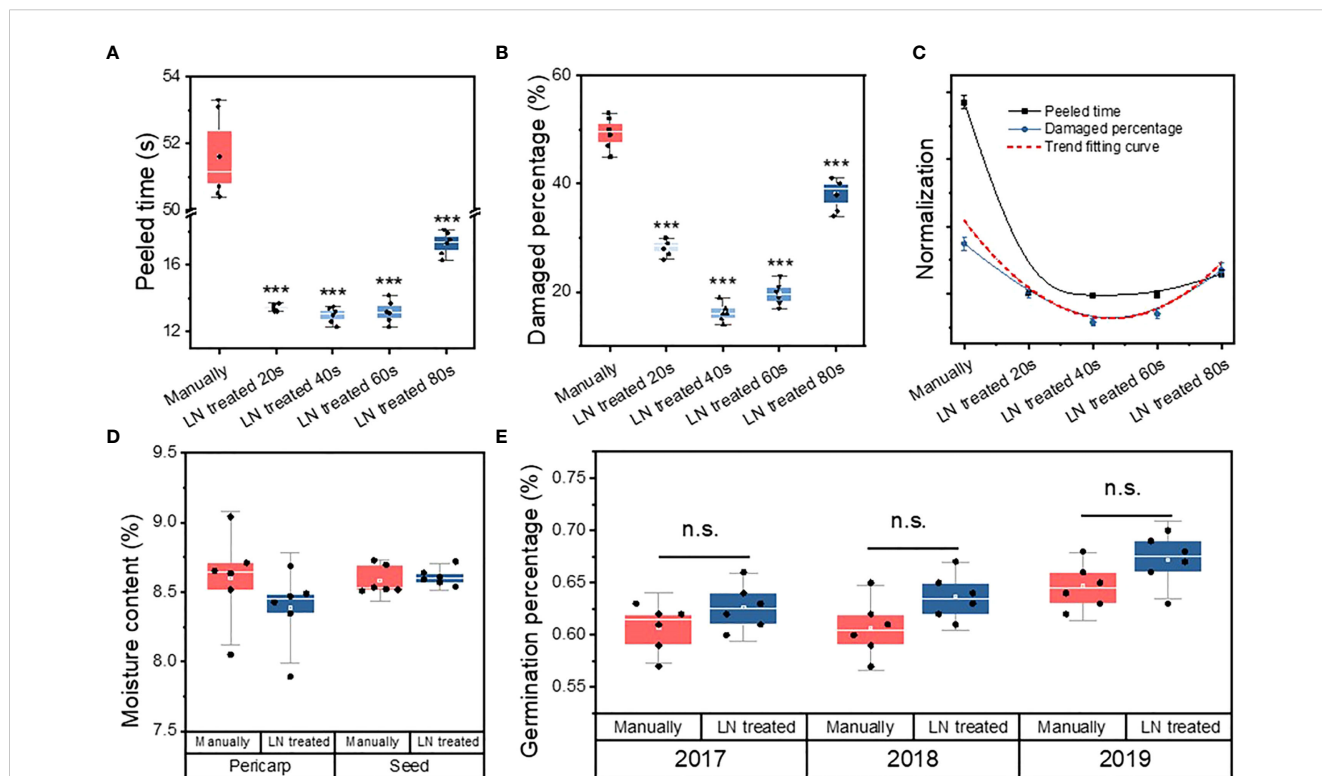 A
Peeled time (s)
54
52
50
16
12
***
***
***
***
Manually
LN treated 20s
LN treated 40s
LN treated 60s
LN treated 80s
B
Damaged percentage (%)
60
40
20
0
***
***
***
***
Manually
LN treated 20s
LN treated 40s
LN treated 60s
LN treated 80s
C
Normalization
Peeled time
Damaged percentage
Trend fitting curve
Manually
LN treated 20s
LN treated 40s
LN treated 60s
LN treated 80s
D
Moisture content (%)
9.5
9.0
8.5
8.0
7.5
Manually LN treated Manually LN treated
Pericarp Seed
E
Germination percentage (%)
0.75
0.70
0.65
0.60
0.55
n.s.
n.s.
n.s.
Manually LN treated Manually LN treated Manually LN treated
2017 2018 2019